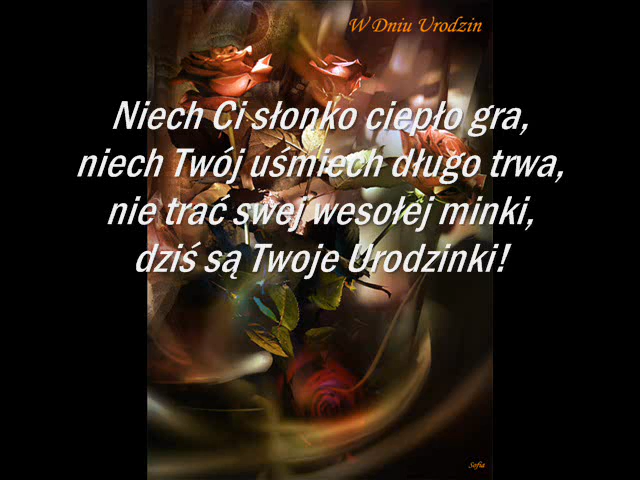 W Dniu Urodzin
Niech Ci słonko ciepło gra,
niech Twój uśmiech długo trwa,
nie trać swej wesołej minki,
dziś są Twoje Urodzinki!
Sofia